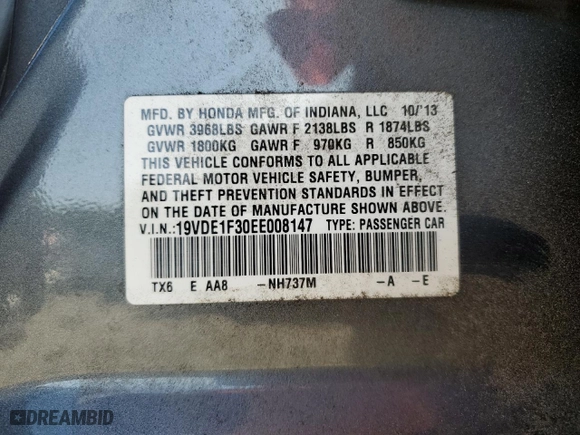 MFD. BY HONDA MFG. OF INDIANA, LLC 10/'13
GVWR 3968LBS GAWR F 2138LBS R 1874LBS
GVWR 1800KG GAWR F 970KG R 850KG
THIS VEHICLE CONFORMS TO ALL APPLICABLE
FEDERAL MOTOR VEHICLE SAFETY, BUMPER,
AND THEFT PREVENTION STANDARDS IN EFFECT
ON THE DATE OF MANUFACTURE SHOWN ABOVE.
V.I.N.:19VDE1F30EE008147 TYPE: PASSENGER CAR
TX6 E AA8 -NH737M -A -E
DREAMBID